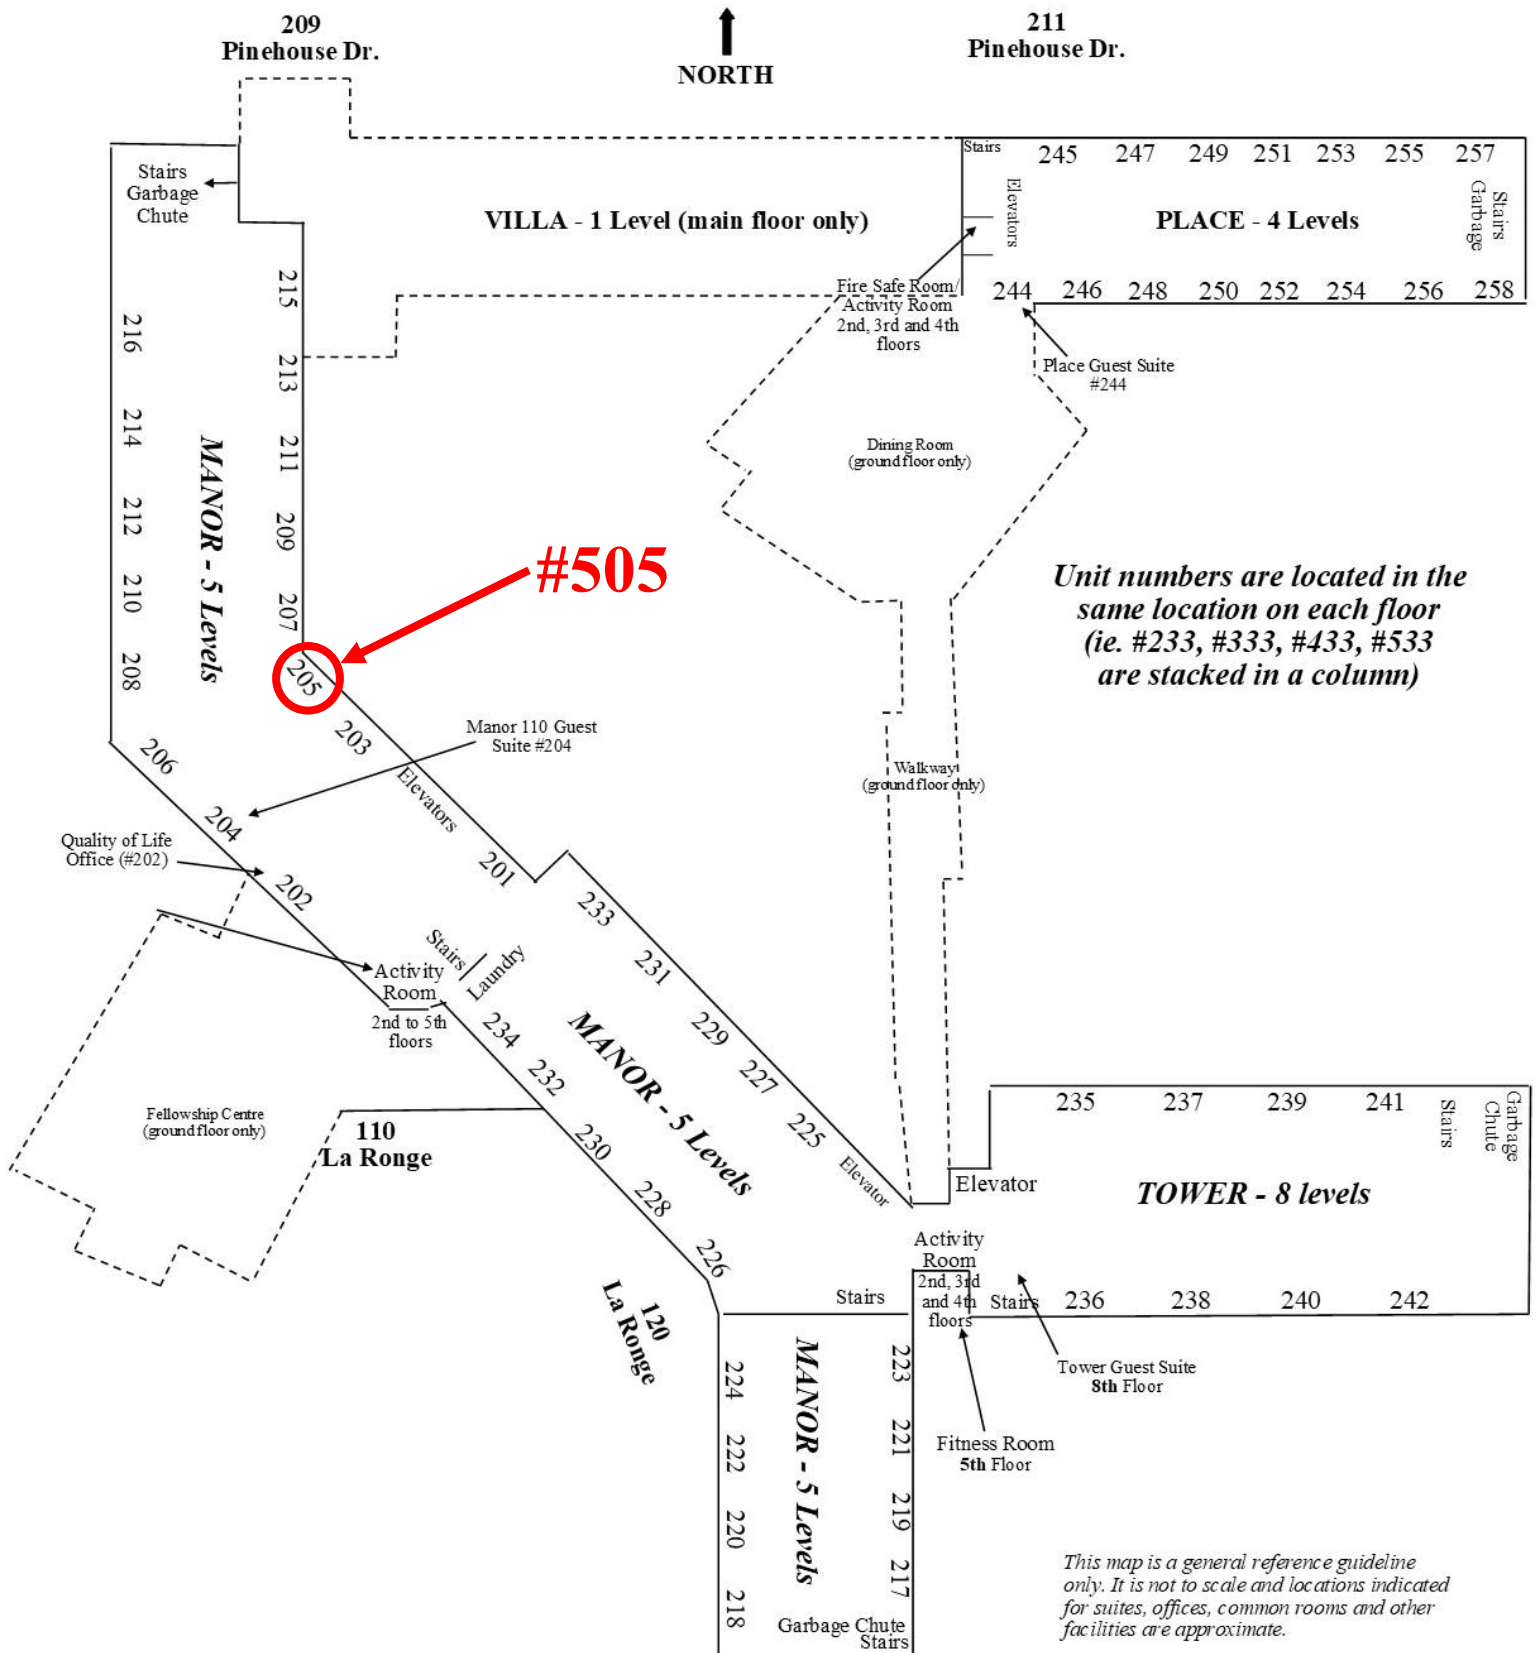 209
Pinehouse Dr.
NORTH
211
Pinehouse Dr.
Stairs
Garbage
Chute
VILLA - 1 Level (main floor only)
Stairs
Elevators
245 247 249 251 253 255 257
PLACE - 4 Levels
Stairs
Garbage
244 246 248 250 252 254 256 258
Fire Safe Room/
Activity Room
2nd, 3rd and 4th
floors
Place Guest Suite
#244
Dining Room
(ground floor only)
215
213
211
209
207
205
203
Elevators
201
216
214
212
210
208
206
204
202
MANOR - 5 Levels
#505
Unit numbers are located in the
same location on each floor
(ie. #233, #333, #433, #533
are stacked in a column)
Manor 110 Guest
Suite #204
Quality of Life
Office (#202)
Walkway
(ground floor only)
Activity
Room
2nd to 5th
floors
Stairs
Laundry
233
231
229
227
225
Elevator
234
232
230
228
226
MANOR - 5 Levels
Fellowship Centre
(ground floor only)
110
La Ronge
120
La Ronge
235 237 239 241
Stairs
Garbage
Chute
Elevator
TOWER - 8 levels
Activity
Room
2nd, 3rd
and 4th
floors
Stairs
Stairs
236 238 240 242
Tower Guest Suite
8th Floor
Fitness Room
5th Floor
224
222
220
218
MANOR - 5 Levels
223
221
219
217
Garbage Chute
Stairs
This map is a general reference guideline
only. It is not to scale and locations indicated
for suites, offices, common rooms and other
facilities are approximate.